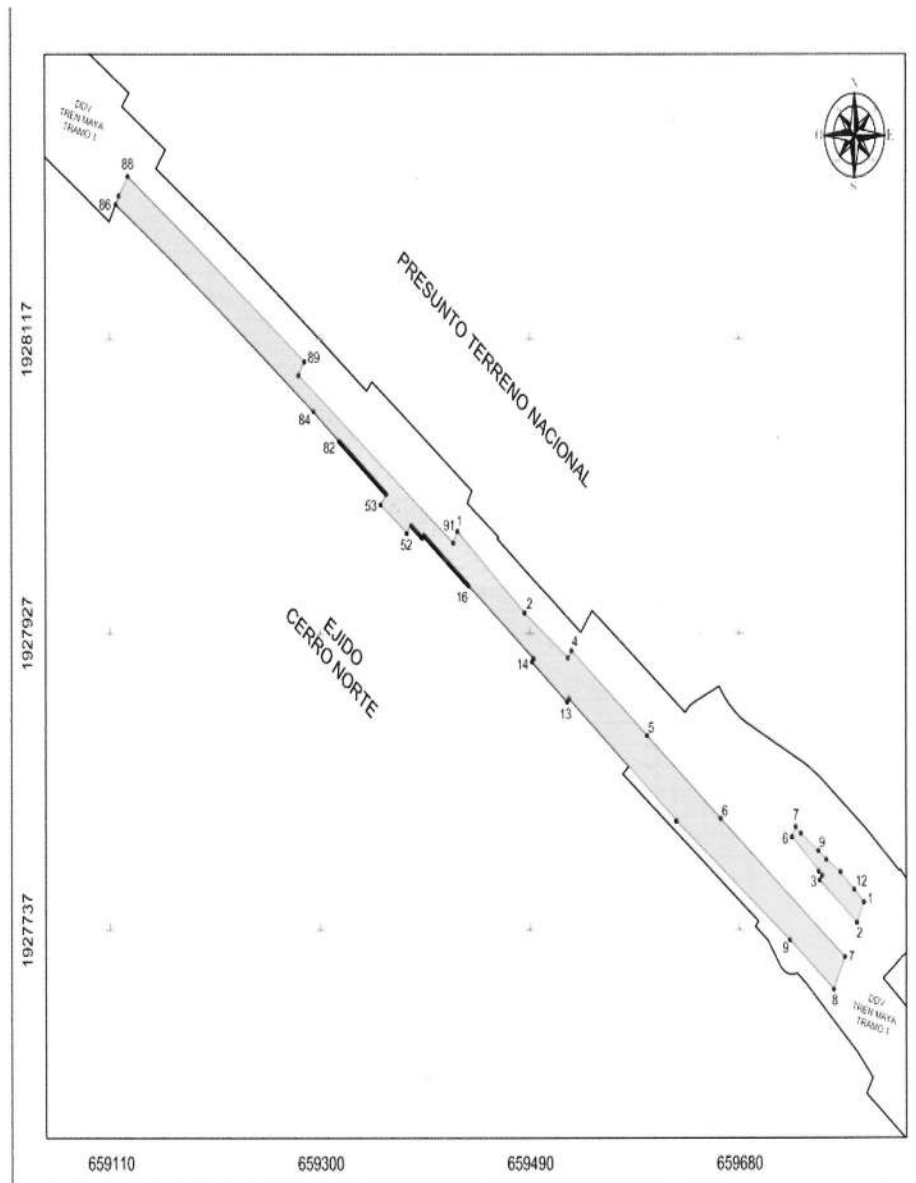 N
O
E
S
DDV
TREN MAYA
TRAMO 1
88
86
PRESUNTO TERRENO NACIONAL
1928117
89
84
82
53
52
91
1
16
2
1927927
EJIDO
CERRO NORTE
4
14
13
5
6
7
6
9
3
12
1
2
1927737
9
7
8
DDV
TREN MAYA
TRAMO 1
659110
659300
659490
659680